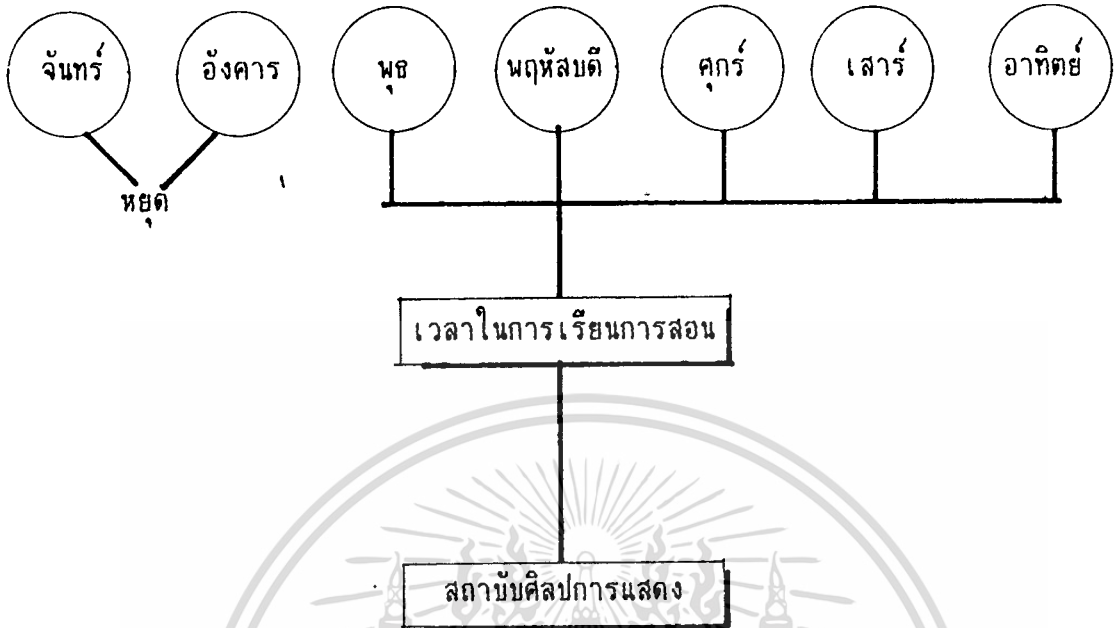 จันทร์ อังคาร พุธ พฤหัสบดี ศุกร์ เสาร์ อาทิตย์
หยุด
เวลาในการเรียนการสอน
สถาบับศิลปการแสดง